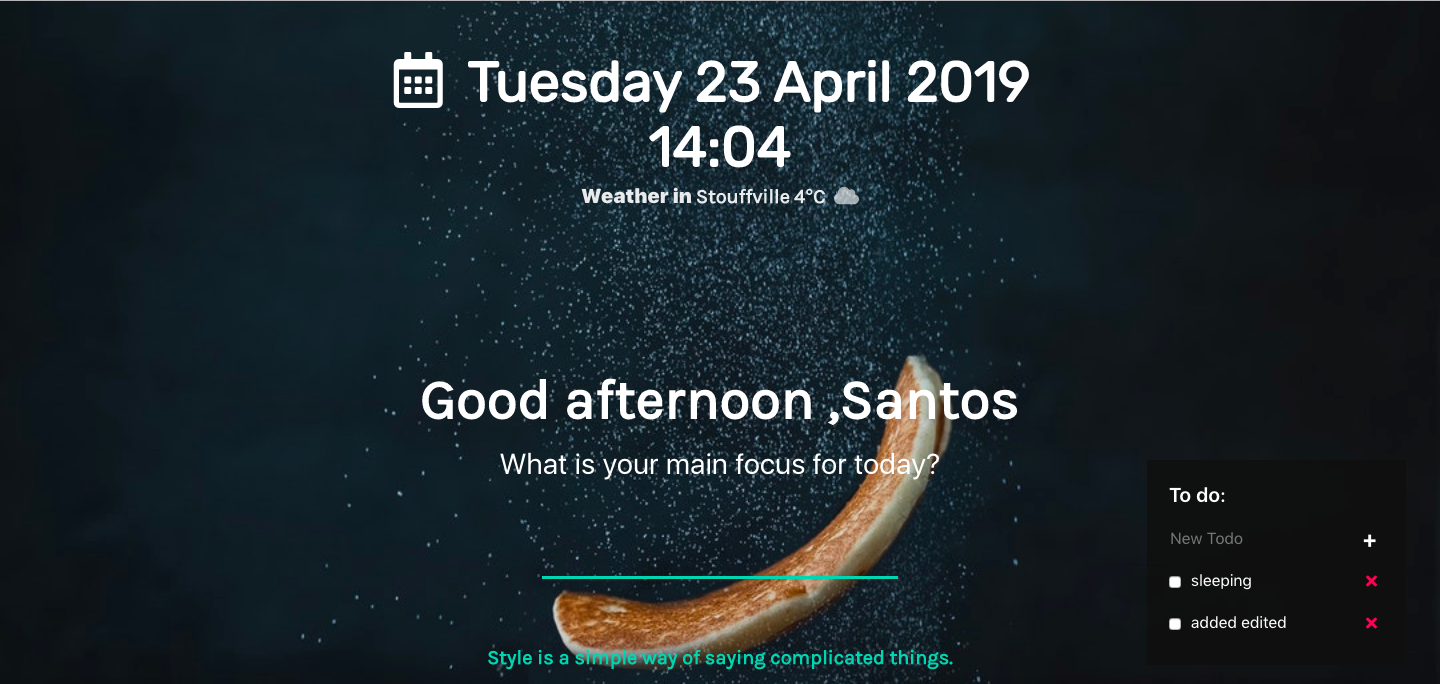 Tuesday 23 April 2019
14:04
Weather in Stouffville 4°C
Good afternoon ,Santos
What is your main focus for today?
To do:
New Todo +
sleeping
added edited
Style is a simple way of saying complicated things.